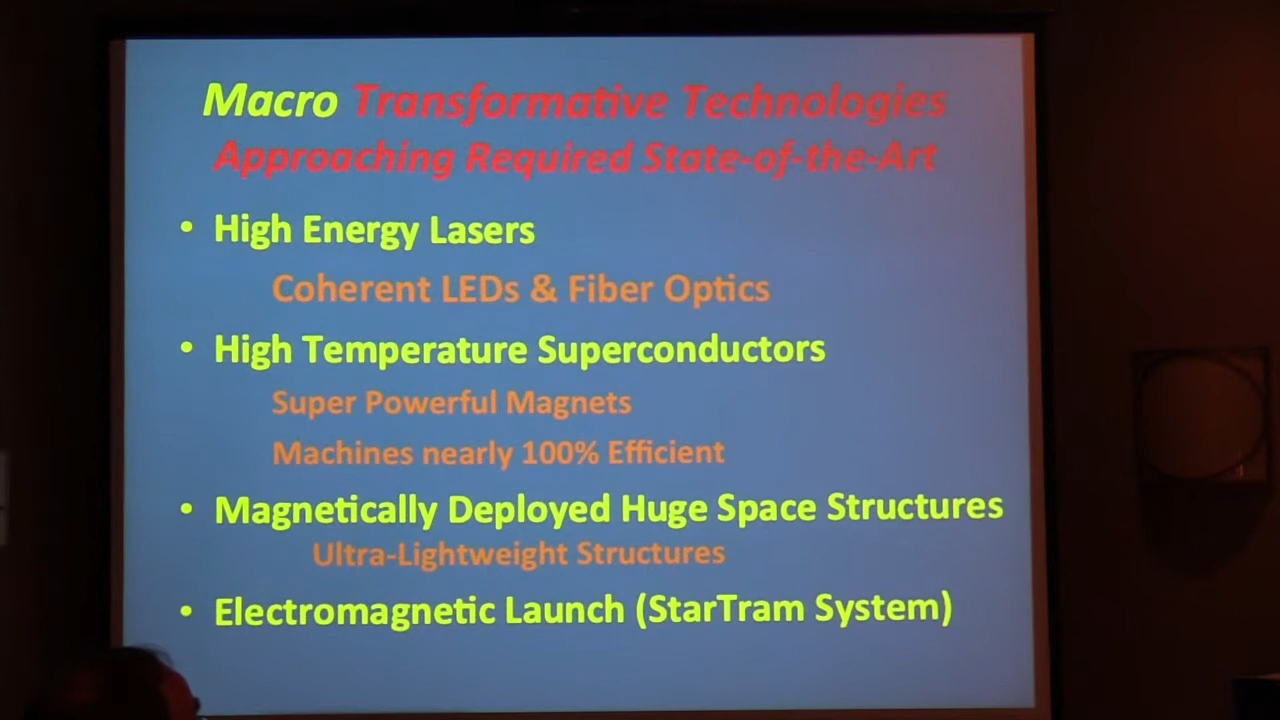 Macro Transformative Technologies
Approaching Required State-of-the-Art
• High Energy Lasers
Coherent LEDs & Fiber Optics
• High Temperature Superconductors
Super Powerful Magnets
Machines nearly 100% Efficient
• Magnetically Deployed Huge Space Structures
Ultra-Lightweight Structures
• Electromagnetic Launch (StarTram System)